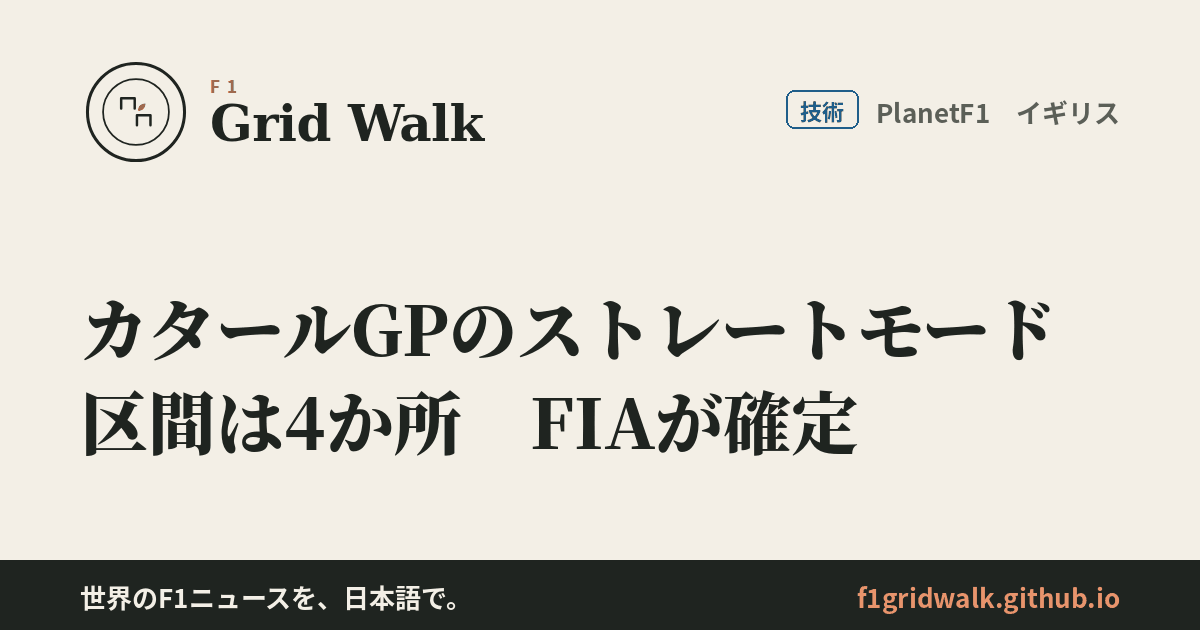 F1
Grid Walk
技術
PlanetF1　イギリス
カタールGPのストレートモード
区間は4か所　FIAが確定
世界のF1ニュースを、日本語で。
f1gridwalk.github.io